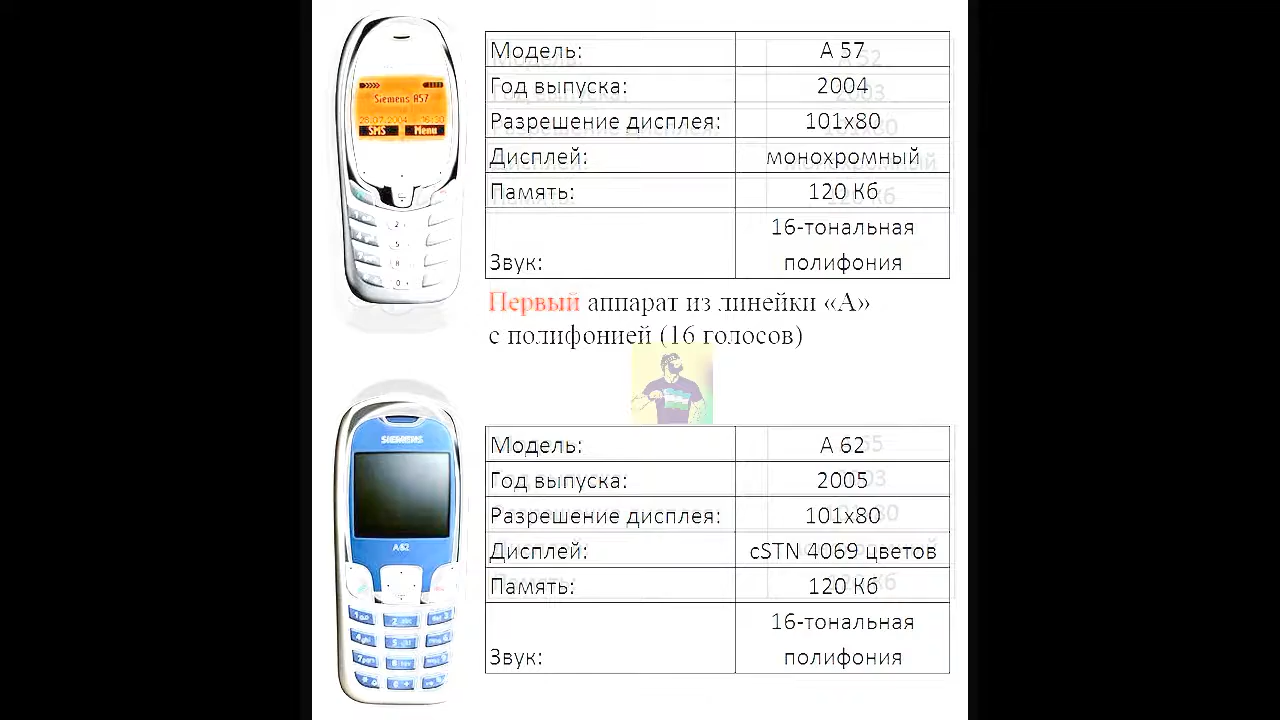 Siemens A57
28.07.2004 16:30
SMS Menu
Модель: A 57
Год выпуска: 2004
Разрешение дисплея: 101x80
Дисплей: монохромный
Память: 120 Кб
16-тональная
Звук: полифония
Первый аппарат из линейки «А»
с полифонией (16 голосов)
SIEMENS
A62
Модель: A 62
Год выпуска: 2005
Разрешение дисплея: 101x80
Дисплей: cSTN 4069 цветов
Память: 120 Кб
16-тональная
Звук: полифония